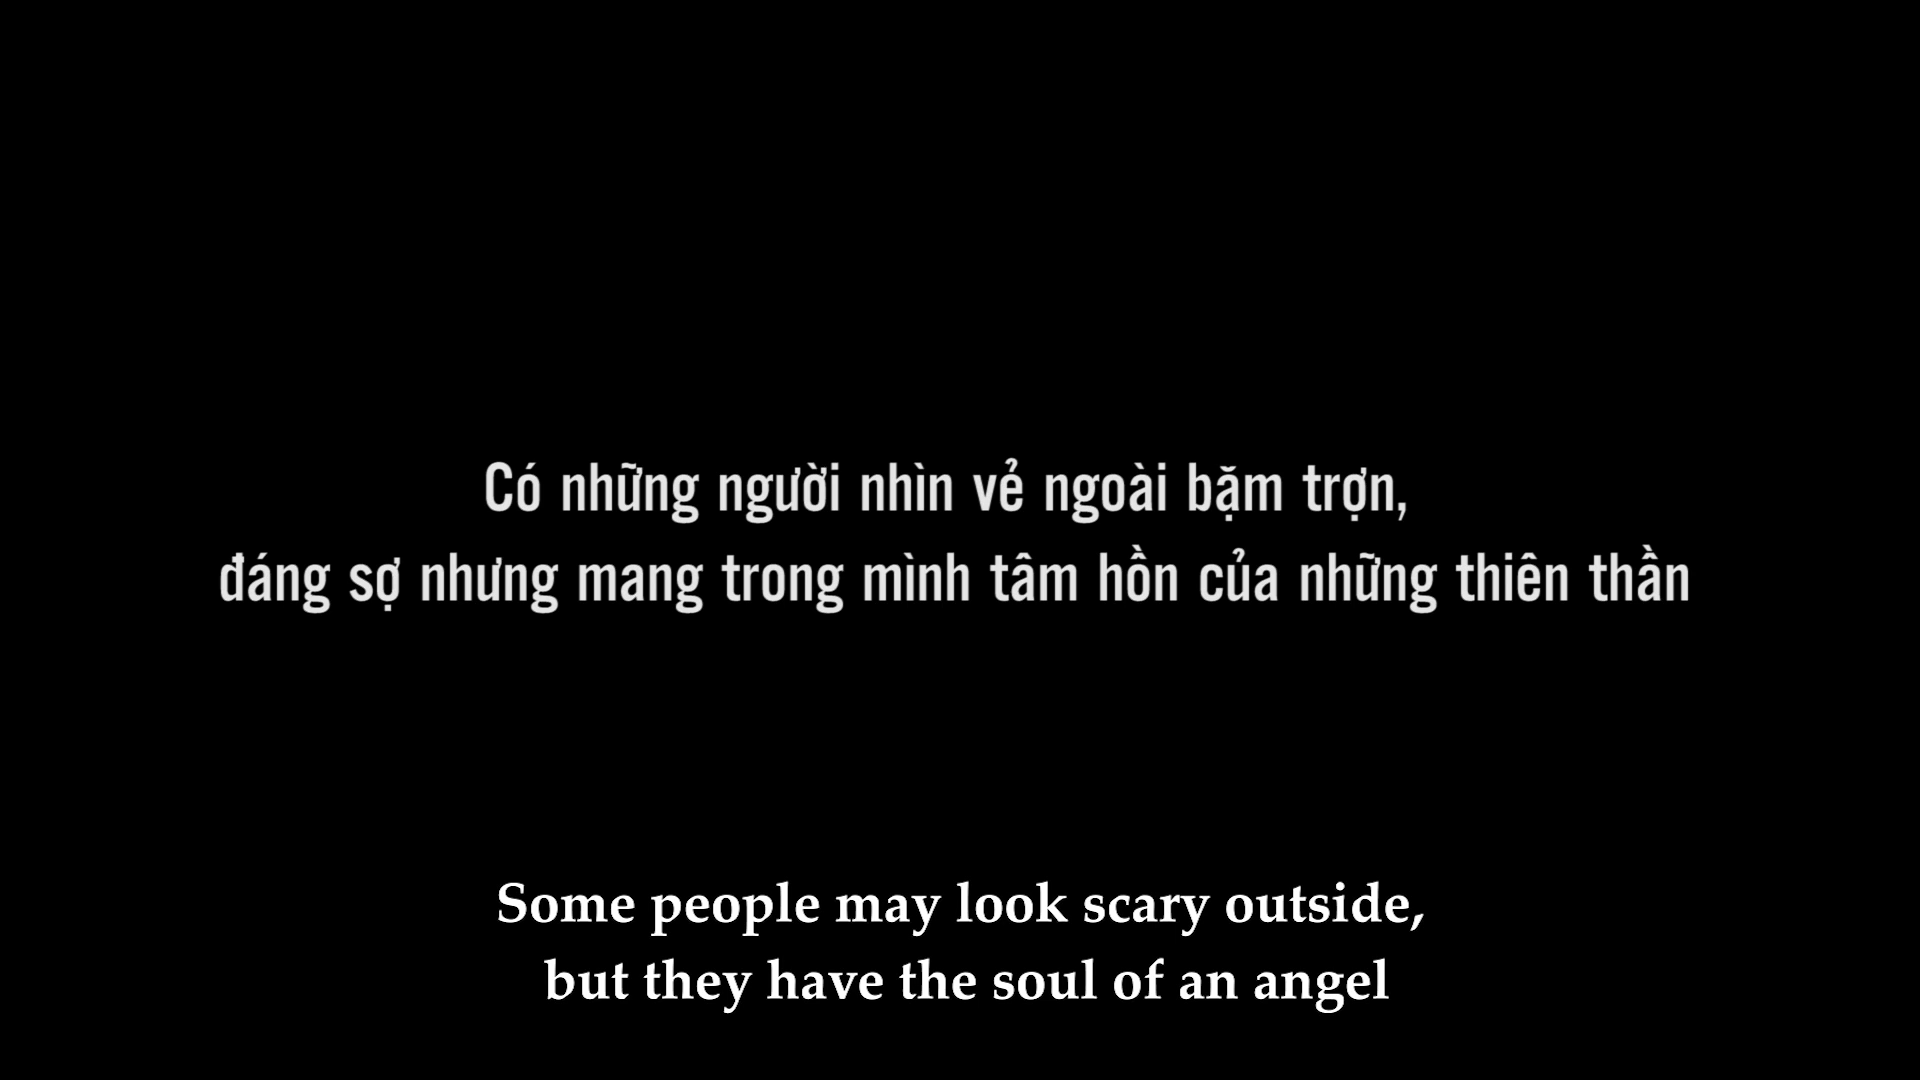 Có những người nhìn vẻ ngoài bặm trợn,
đáng sợ nhưng mang trong mình tâm hồn của những thiên thần
Some people may look scary outside,
but they have the soul of an angel